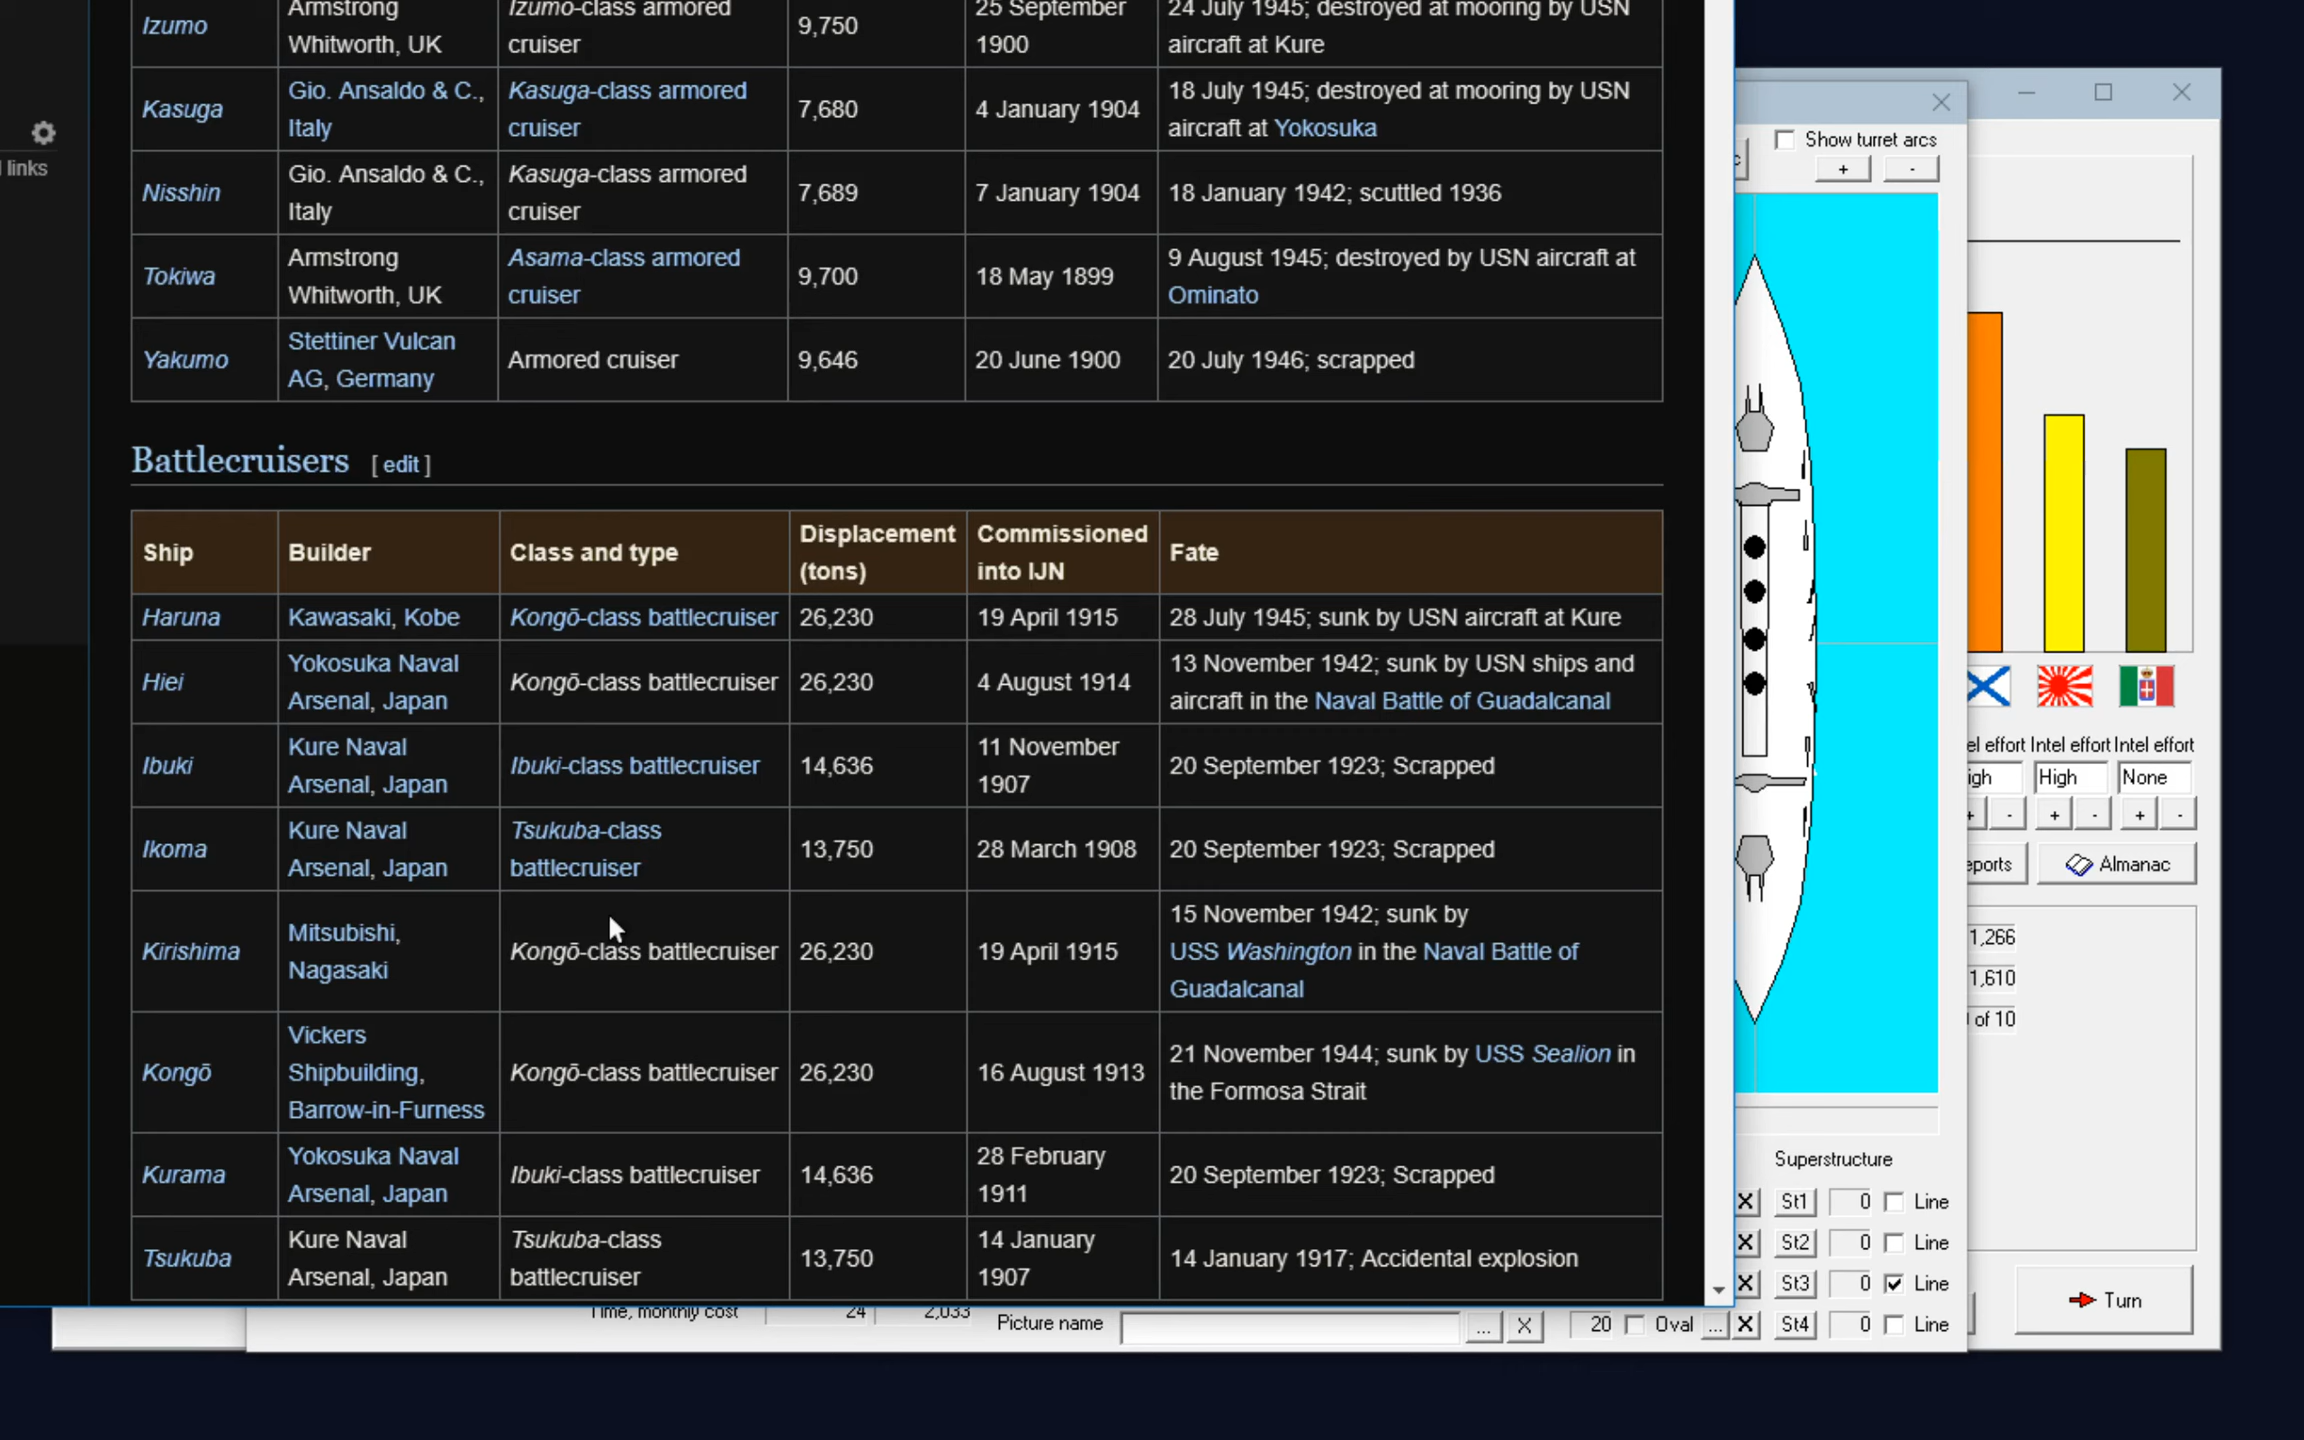 Izumo
Armstrong
Whitworth, UK
Izumo-class armored
cruiser
9,750
25 September
1900
24 July 1945; destroyed at mooring by USN
aircraft at Kure
Kasuga
Gio. Ansaldo & C.,
Italy
Kasuga-class armored
cruiser
7,680
4 January 1904
18 July 1945; destroyed at mooring by USN
aircraft at Yokosuka
Nisshin
Gio. Ansaldo & C.,
Italy
Kasuga-class armored
cruiser
7,689
7 January 1904
18 January 1942; scuttled 1936
Tokiwa
Armstrong
Whitworth, UK
Asama-class armored
cruiser
9,700
18 May 1899
9 August 1945; destroyed by USN aircraft at
Ominato
Yakumo
Stettiner Vulcan
AG, Germany
Armored cruiser
9,646
20 June 1900
20 July 1946; scrapped
links
Battlecruisers [ edit ]
Ship
Builder
Class and type
Displacement
(tons)
Commissioned
into IJN
Fate
Haruna
Kawasaki, Kobe
Kongō-class battlecruiser
26,230
19 April 1915
28 July 1945; sunk by USN aircraft at Kure
Hiei
Yokosuka Naval
Arsenal, Japan
Kongō-class battlecruiser
26,230
4 August 1914
13 November 1942; sunk by USN ships and
aircraft in the Naval Battle of Guadalcanal
Ibuki
Kure Naval
Arsenal, Japan
Ibuki-class battlecruiser
14,636
11 November
1907
20 September 1923; Scrapped
Ikoma
Kure Naval
Arsenal, Japan
Tsukuba-class
battlecruiser
13,750
28 March 1908
20 September 1923; Scrapped
Kirishima
Mitsubishi,
Nagasaki
Kongō-class battlecruiser
26,230
19 April 1915
15 November 1942; sunk by
USS Washington in the Naval Battle of
Guadalcanal
Kongō
Vickers
Shipbuilding,
Barrow-in-Furness
Kongō-class battlecruiser
26,230
16 August 1913
21 November 1944; sunk by USS Sealion in
the Formosa Strait
Kurama
Yokosuka Naval
Arsenal, Japan
Ibuki-class battlecruiser
14,636
28 February
1911
20 September 1923; Scrapped
Tsukuba
Kure Naval
Arsenal, Japan
Tsukuba-class
battlecruiser
13,750
14 January
1907
14 January 1917; Accidental explosion
Show turret arcs
+ -
el effort Intel effort Intel effort
igh High None
+ - + - + -
eports Almanac
1,266
1,610
of 10
Superstructure
X St1 0 Line
X St2 0 Line
X St3 0 Line
X St4 0 Line
Turn
Time, monthly cost 24 2,033
Picture name ... X
20 Oval ...